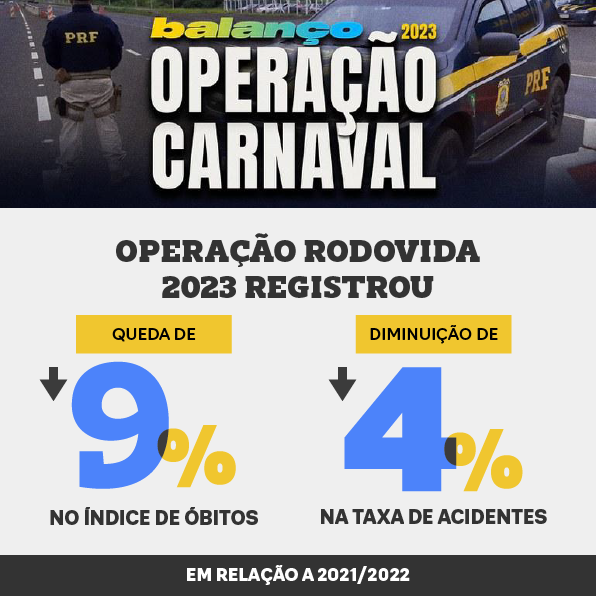 balanço 2023
PRF
OPERAÇÃO
PRF
CARNAVAL
OPERAÇÃO RODOVIDA
2023 REGISTROU
QUEDA DE
DIMINUIÇÃO DE
9%
4%
NO ÍNDICE DE ÓBITOS
NA TAXA DE ACIDENTES
EM RELAÇÃO A 2021/2022